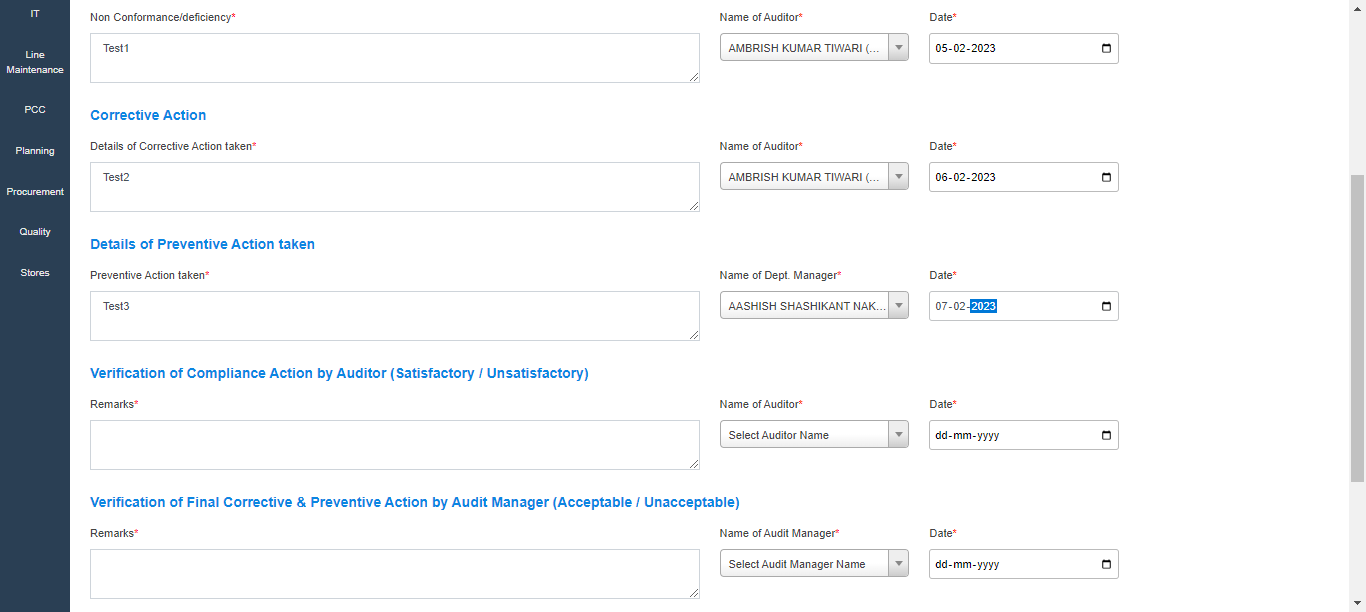 IT
Line
Maintenance
PCC
Planning
Procurement
Quality
Stores
Non Conformance/deficiency* Name of Auditor* Date*
Test1 AMBRISH KUMAR TIWARI (... 05-02-2023
Corrective Action
Details of Corrective Action taken* Name of Auditor* Date*
Test2 AMBRISH KUMAR TIWARI (... 06-02-2023
Details of Preventive Action taken
Preventive Action taken* Name of Dept. Manager* Date*
Test3 AASHISH SHASHIKANT NAK... 07-02-2023
Verification of Compliance Action by Auditor (Satisfactory / Unsatisfactory)
Remarks* Name of Auditor* Date*
Select Auditor Name dd-mm-yyyy
Verification of Final Corrective & Preventive Action by Audit Manager (Acceptable / Unacceptable)
Remarks* Name of Audit Manager* Date*
Select Audit Manager Name dd-mm-yyyy